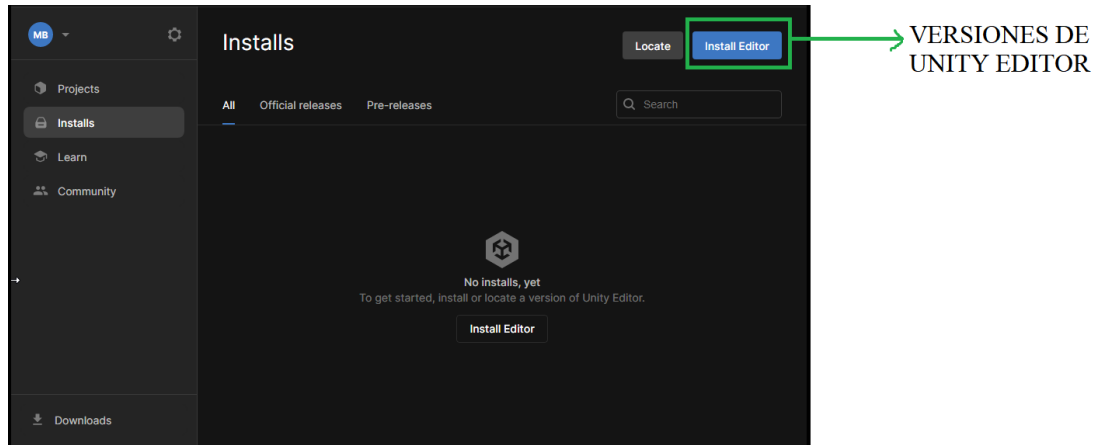 MB
Projects
Installs
Learn
Community
Downloads
Installs
Locate
Install Editor
All Official releases Pre-releases
Search
No installs, yet
To get started, install or locate a version of Unity Editor.
Install Editor
VERSIONES DE
UNITY EDITOR